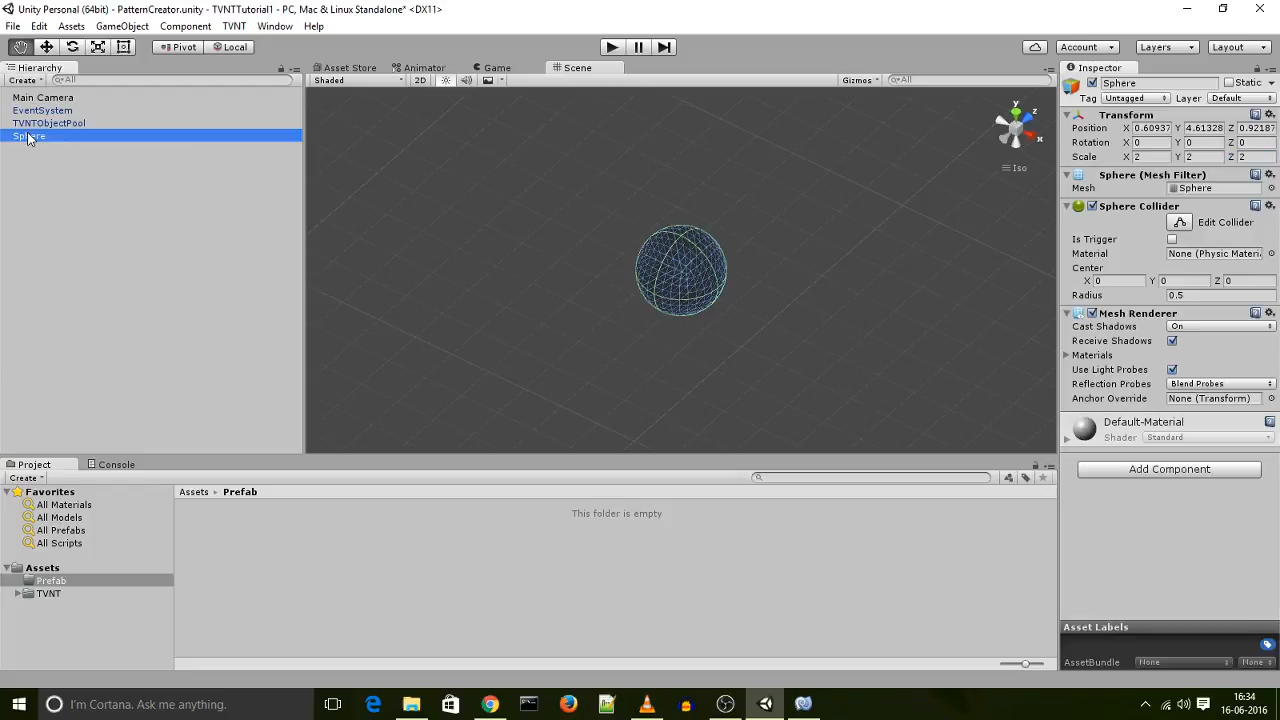 Unity Personal (64bit) - PatternCreator.unity - TVNTTutorial1 - PC, Mac & Linux Standalone* <DX11>
File Edit Assets GameObject Component TVNT Window Help
Pivot Local Account Layers Layout
Hierarchy Asset Store Animator Game Scene Inspector
Create All Shaded 2D Gizmos All Sphere Static
Main Camera
EventSystem
TVNTObjectPool
Sphere
y
z
x
Iso
Tag Untagged Layer Default
Transform
Position X 0.60937 Y 4.61328 Z 0.92187
Rotation X 0 Y 0 Z 0
Scale X 2 Y 2 Z 2
Sphere (Mesh Filter)
Mesh Sphere
Sphere Collider
Edit Collider
Is Trigger
Material None (Physic Materi
Center
X 0 Y 0 Z 0
Radius 0.5
Mesh Renderer
Cast Shadows On
Receive Shadows
Materials
Use Light Probes
Reflection Probes Blend Probes
Anchor Override None (Transform)
Default-Material
Shader Standard
Add Component
Asset Labels
AssetBundle None None
Project Console
Create
Favorites
All Materials
All Models
All Prefabs
All Scripts
Assets
Prefab
TVNT
Assets Prefab
This folder is empty
I'm Cortana. Ask me anything.
16:34
16-06-2016